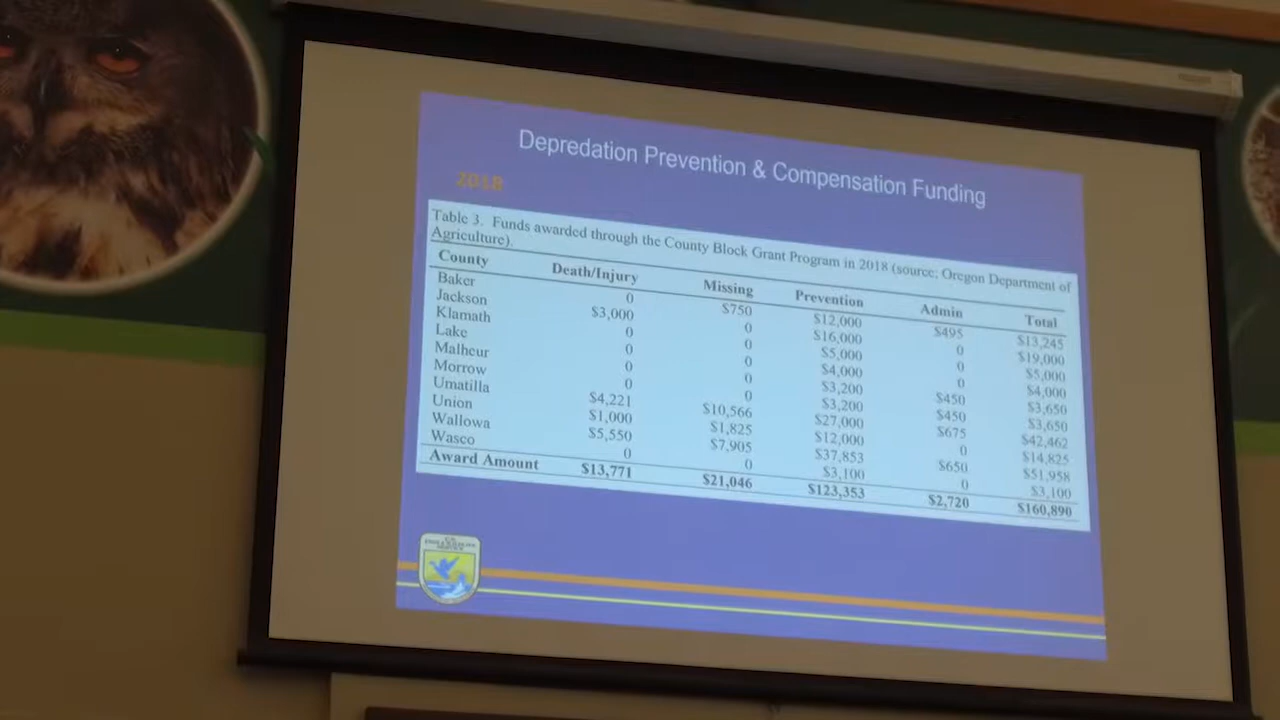 Depredation Prevention & Compensation Funding
2018
Table 3. Funds awarded through the County Block Grant Program in 2018 (source: Oregon Department of
Agriculture).
County Death/Injury Missing Prevention Admin Total
Baker 0 $750 $12,000 $495 $13,245
Jackson $3,000 0 $16,000 0 $19,000
Klamath 0 0 $5,000 0 $5,000
Lake 0 0 $4,000 0 $4,000
Malheur 0 0 $3,200 $450 $3,650
Morrow 0 0 $3,200 $450 $3,650
Umatilla $4,221 $10,566 $27,000 $675 $42,462
Union $1,000 $1,825 $12,000 0 $14,825
Wallowa $5,550 $7,905 $37,853 $650 $51,958
Wasco 0 0 $3,100 0 $3,100
Award Amount $13,771 $21,046 $123,353 $2,720 $160,890